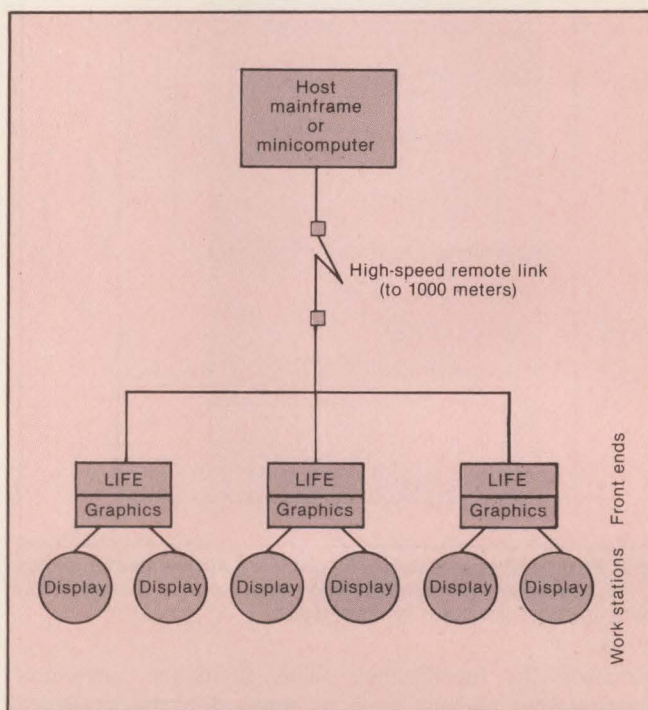 Host
mainframe
or
minicomputer
High-speed remote link
(to 1000 meters)
LIFE
Graphics
LIFE
Graphics
LIFE
Graphics
Display
Display
Display
Display
Display
Display
Front ends
Work stations